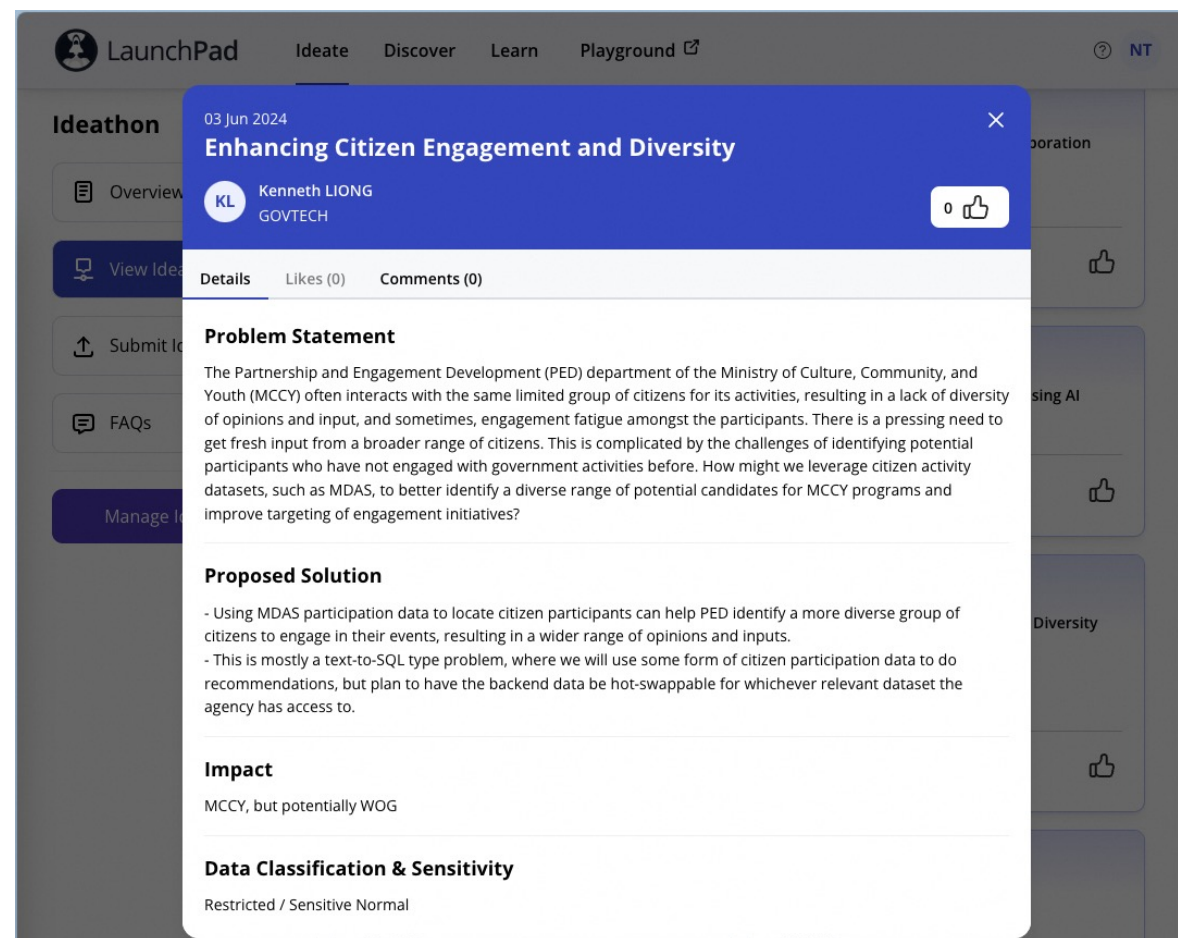 LaunchPad Ideate Discover Learn Playground NT
Ideathon
Overview
View Idea
Submit Ic
FAQs
Manage Ic
03 Jun 2024
Enhancing Citizen Engagement and Diversity
KL
Kenneth LIONG
GOVTECH
0
Details Likes (0) Comments (0)
Problem Statement
The Partnership and Engagement Development (PED) department of the Ministry of Culture, Community, and
Youth (MCCY) often interacts with the same limited group of citizens for its activities, resulting in a lack of diversity
of opinions and input, and sometimes, engagement fatigue amongst the participants. There is a pressing need to
get fresh input from a broader range of citizens. This is complicated by the challenges of identifying potential
participants who have not engaged with government activities before. How might we leverage citizen activity
datasets, such as MDAS, to better identify a diverse range of potential candidates for MCCY programs and
improve targeting of engagement initiatives?
Proposed Solution
- Using MDAS participation data to locate citizen participants can help PED identify a more diverse group of
citizens to engage in their events, resulting in a wider range of opinions and inputs.
- This is mostly a text-to-SQL type problem, where we will use some form of citizen participation data to do
recommendations, but plan to have the backend data be hot-swappable for whichever relevant dataset the
agency has access to.
Impact
MCCY, but potentially WOG
Data Classification & Sensitivity
Restricted / Sensitive Normal
poration
sing AI
Diversity